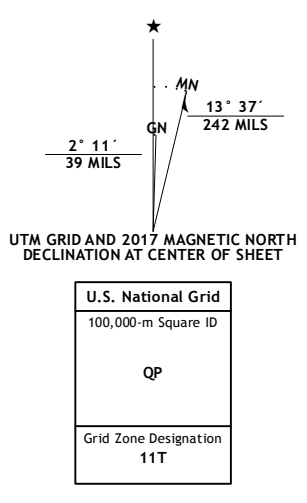 ★
MN
13° 37´
242 MILS
GN
2° 11´
39 MILS
UTM GRID AND 2017 MAGNETIC NORTH
DECLINATION AT CENTER OF SHEET
U.S. National Grid
100,000-m Square ID
QP
Grid Zone Designation
11T